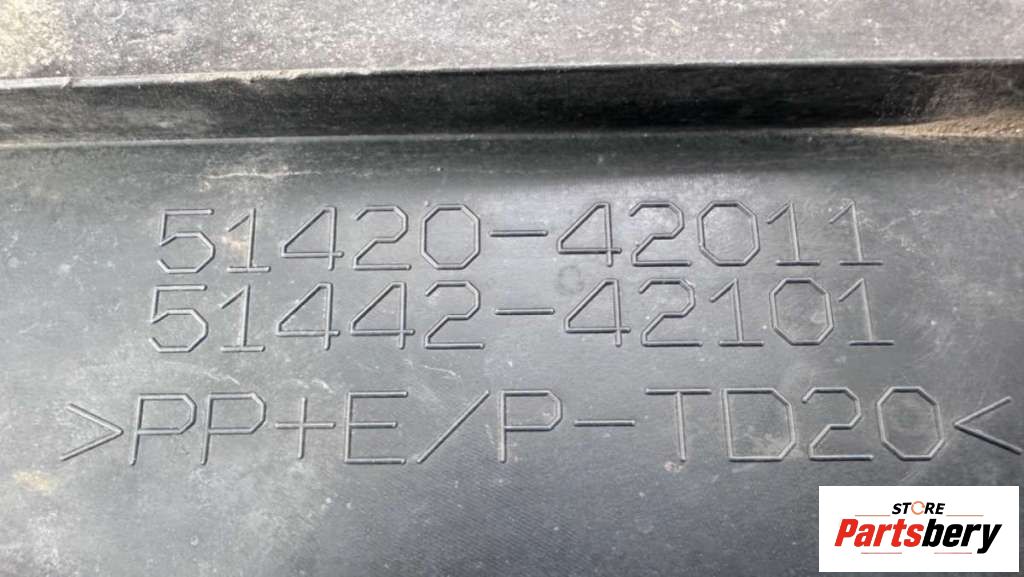 51420-42011
51442-42101
>PP+E/P-TD20<
STORE
Partsbery